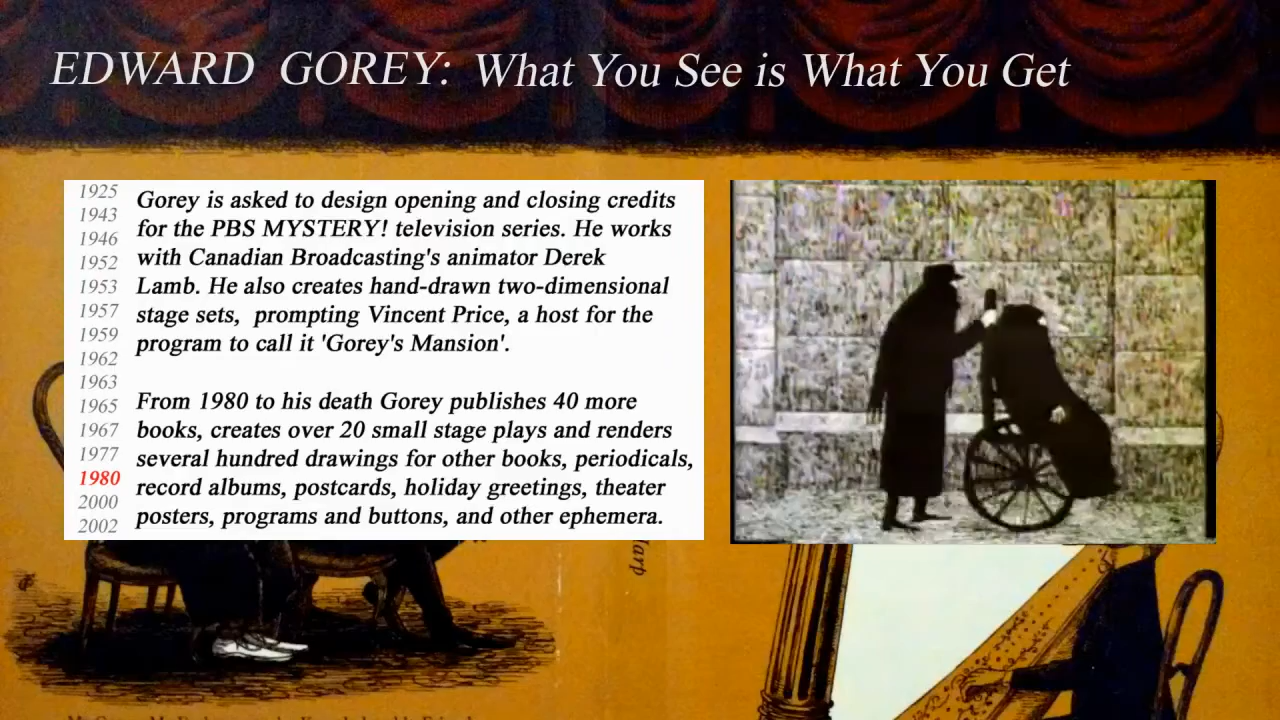 EDWARD GOREY: What You See is What You Get
1925
1943
1946
1952
1953
1957
1959
1962
1963
1965
1967
1977
1980
2000
2002
Gorey is asked to design opening and closing credits
for the PBS MYSTERY! television series. He works
with Canadian Broadcasting's animator Derek
Lamb. He also creates hand-drawn two-dimensional
stage sets, prompting Vincent Price, a host for the
program to call it 'Gorey's Mansion'.
From 1980 to his death Gorey publishes 40 more
books, creates over 20 small stage plays and renders
several hundred drawings for other books, periodicals,
record albums, postcards, holiday greetings, theater
posters, programs and buttons, and other ephemera.